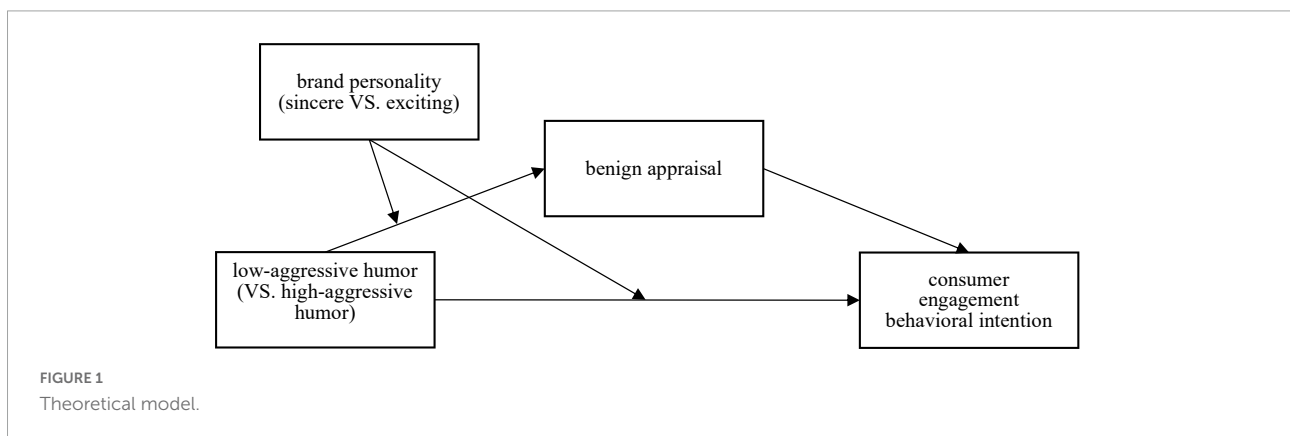 brand personality
(sincere VS. exciting)
benign appraisal
low-aggressive humor
(VS. high-aggressive
humor)
consumer
engagement
behavioral intention
FIGURE 1
Theoretical model.